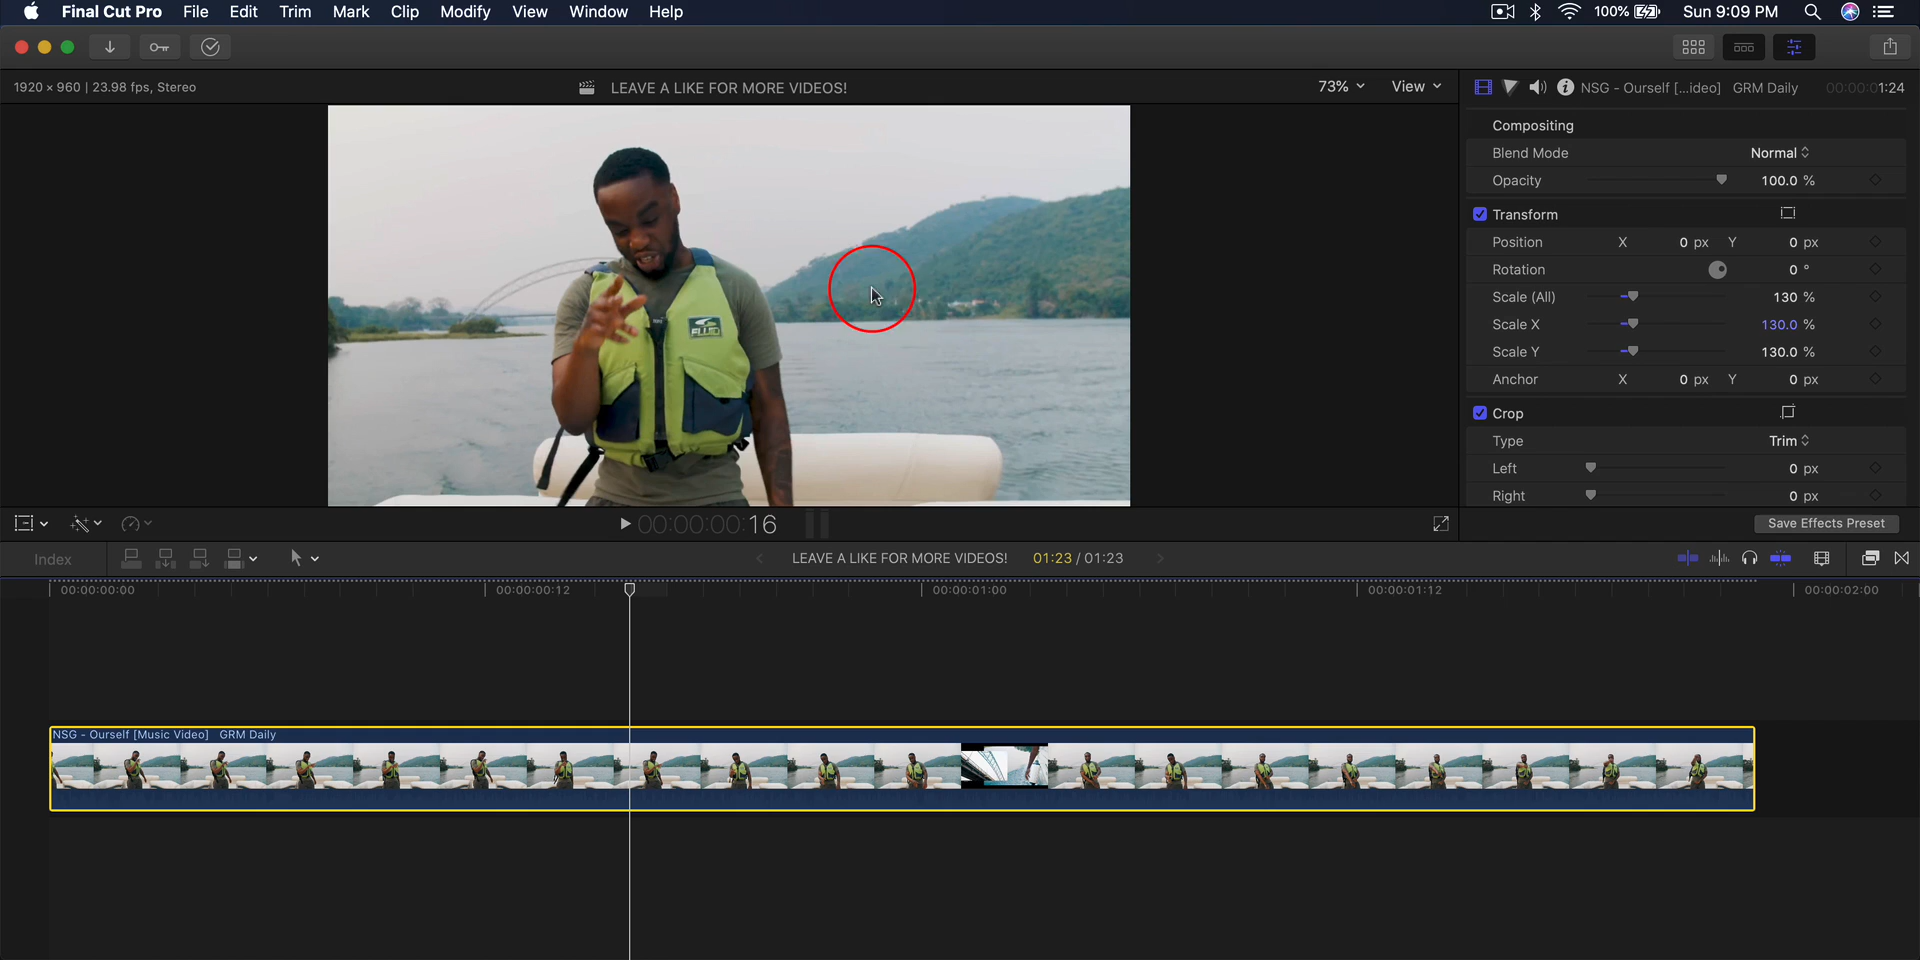 Final Cut Pro File Edit Trim Mark Clip Modify View Window Help 100% Sun 9:09 PM
1920 × 960 | 23.98 fps, Stereo LEAVE A LIKE FOR MORE VIDEOS! 73% View NSG - Ourself [...ideo] GRM Daily 00:00:01:24
Compositing
Blend Mode Normal
Opacity 100.0 %
Transform
Position X 0 px Y 0 px
Rotation 0 °
Scale (All) 130 %
Scale X 130.0 %
Scale Y 130.0 %
Anchor X 0 px Y 0 px
Crop
Type Trim
Left 0 px
Right 0 px
00:00:00:16 Save Effects Preset
Index LEAVE A LIKE FOR MORE VIDEOS! 01:23 / 01:23
00:00:00:00 00:00:00:12 00:00:01:00 00:00:01:12 00:00:02:00
NSG - Ourself [Music Video] GRM Daily